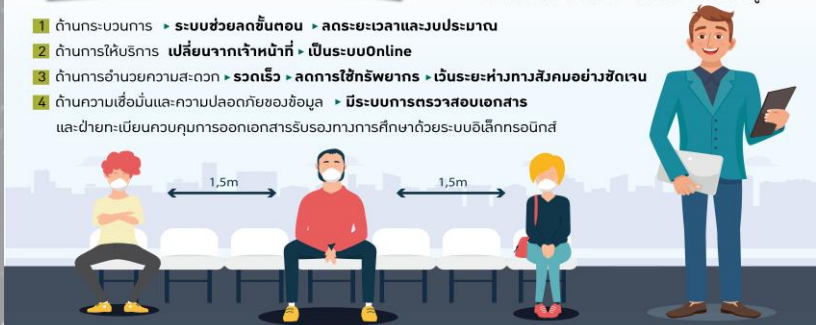 1 ด้านกระบวนการ ▸ ระบบช่วยลดขั้นตอน ▸ ลดระยะเวลาและงบประมาณ
2 ด้านการให้บริการ เปลี่ยนจากเจ้าหน้าที่ ▸ เป็นระบบOnline
3 ด้านการอำนวยความสะดวก ▸ รวดเร็ว ▸ ลดการใช้ทรัพยากร ▸ เว้นระยะห่างทางสังคมอย่างชัดเจน
4 ด้านความเชื่อมั่นและความปลอดภัยของข้อมูล ▸ มีระบบการตรวจสอบเอกสาร
และฝ่ายทะเบียนควบคุมการออกเอกสารรับรองทางการศึกษาด้วยระบบอิเล็กทรอนิกส์
1,5m 1,5m